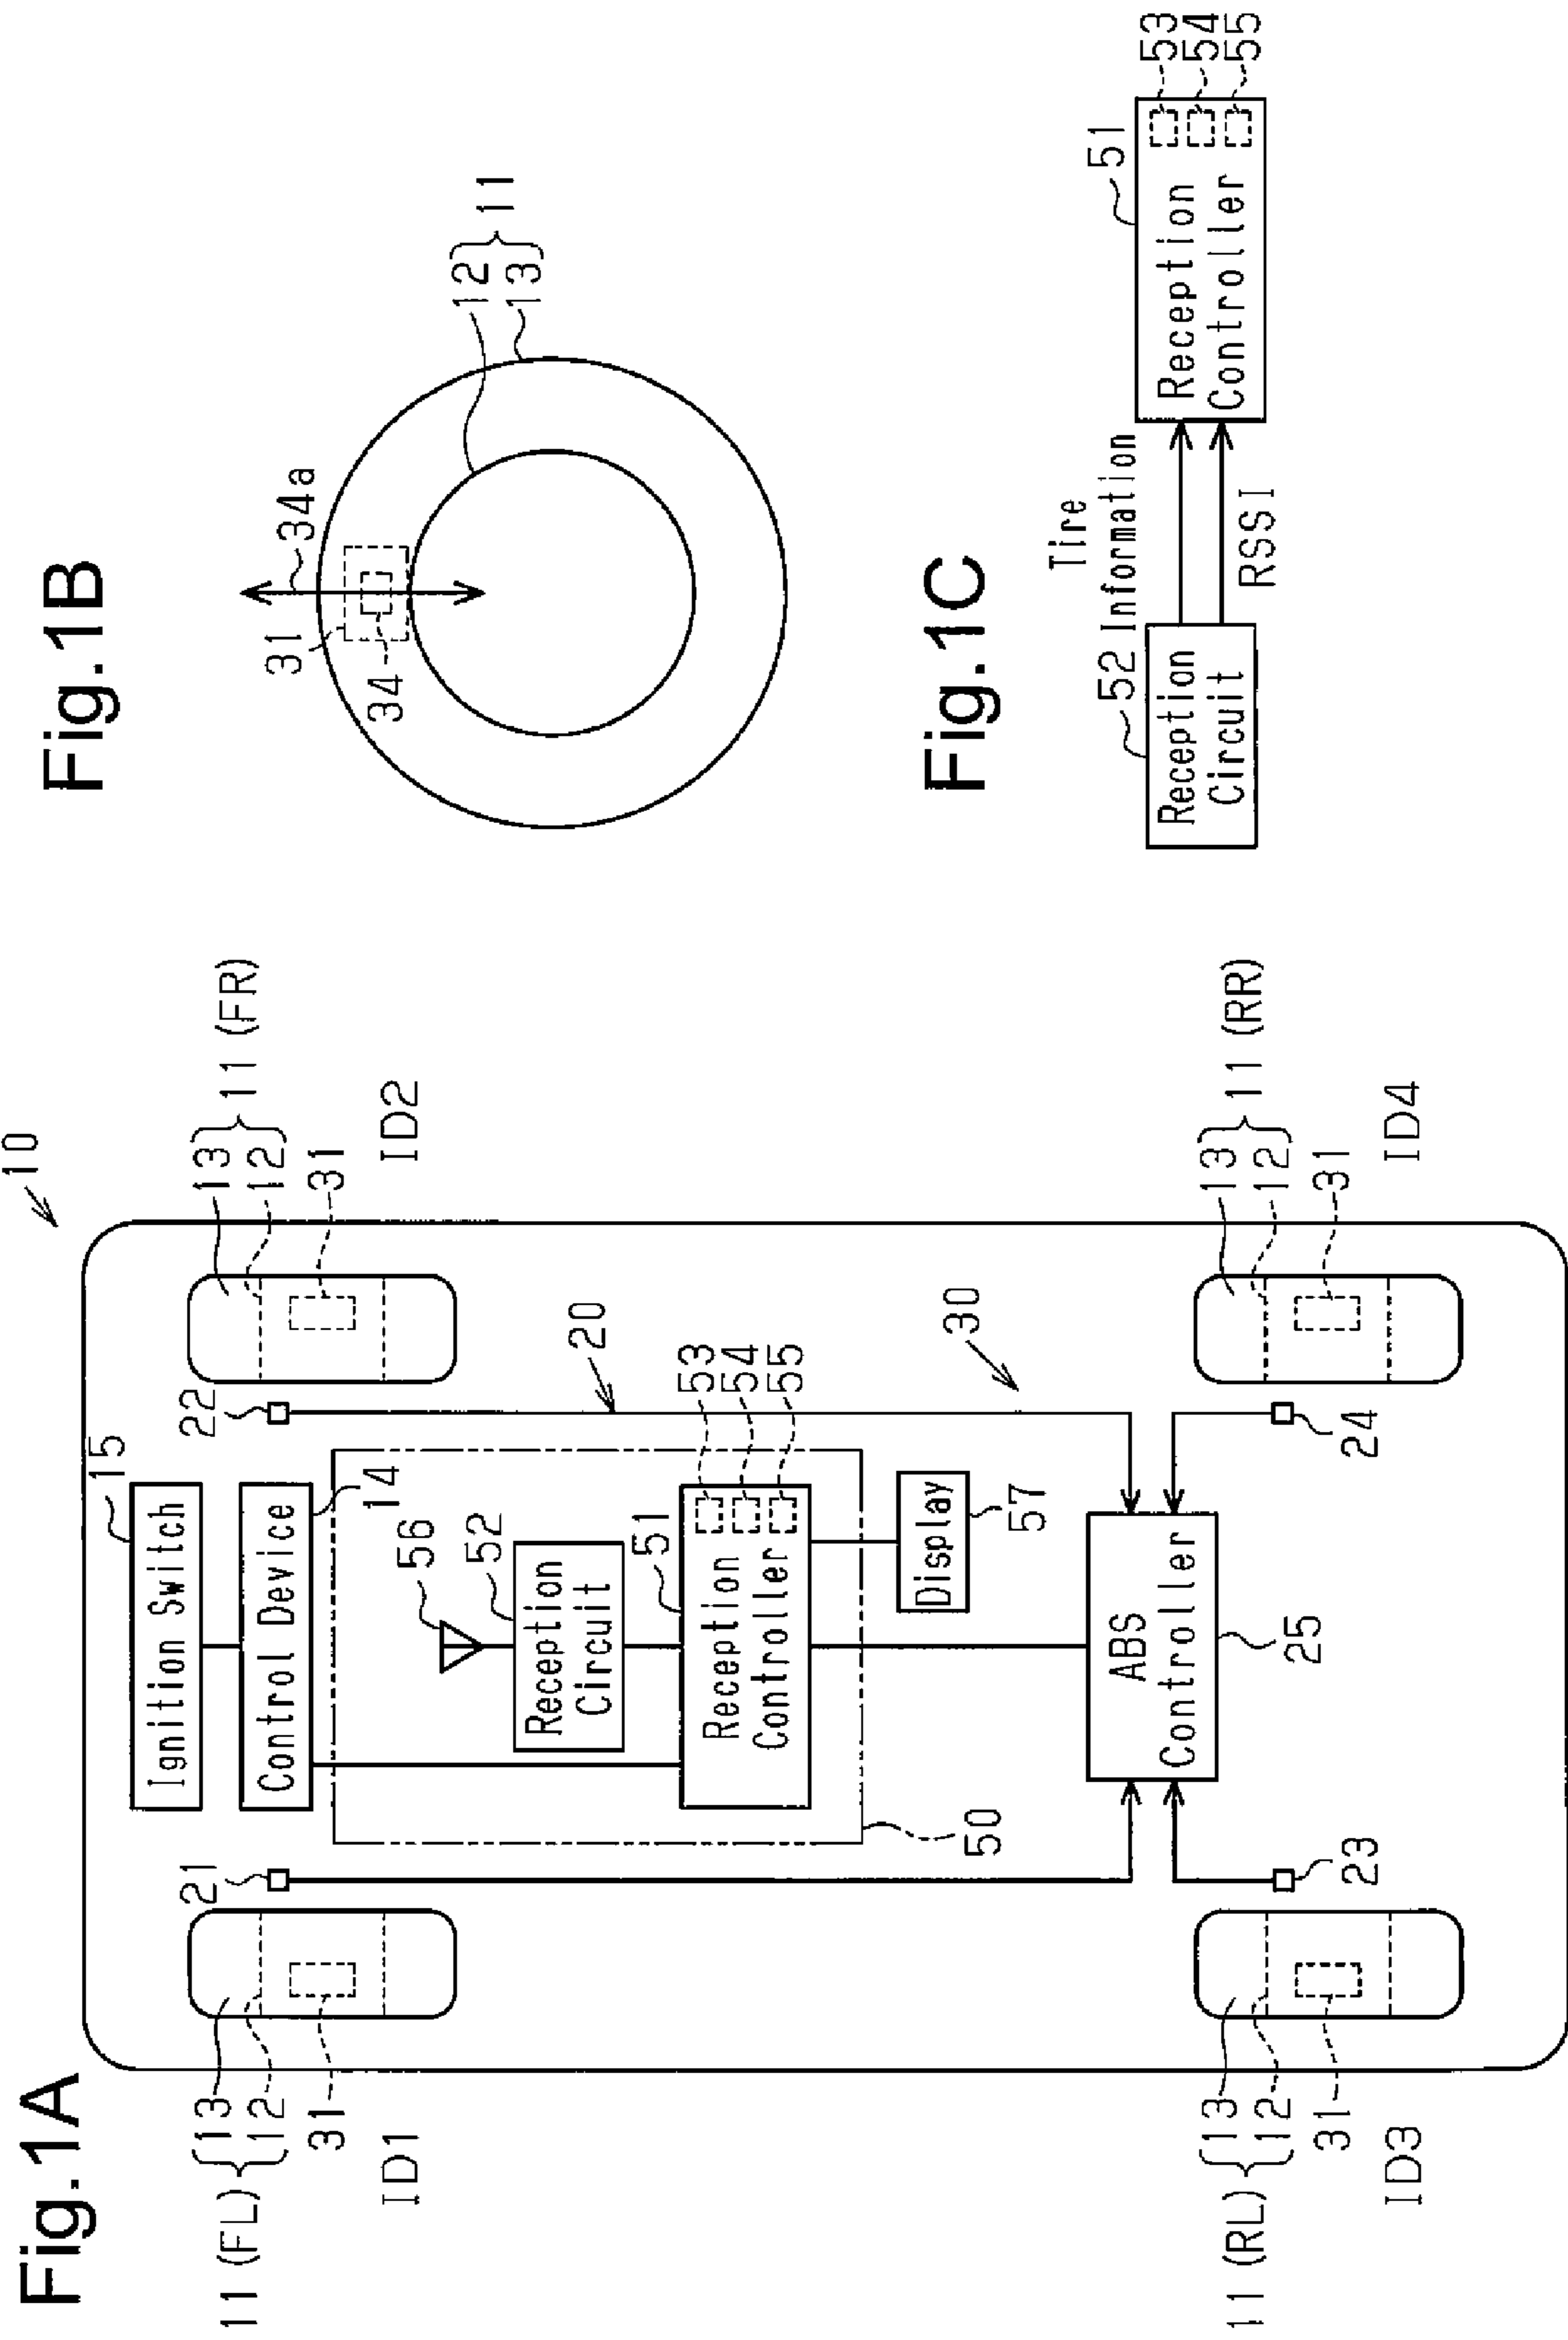 Fig.1A
10
15
Ignition Switch
Control Device
14
21
22
11 (FL)
13
12
31
ID1
13
12
11 (FR)
31
ID2
56
52
Reception
Circuit
20
51
Reception
Controller
53
54
55
50
Display
57
30
ABS
Controller
25
23
24
11 (RL)
13
12
31
ID3
13
12
11 (RR)
31
ID4
Fig.1B
31
34a
34
12
13
11
Fig.1C
52
Reception
Circuit
Tire
Information
RSSI
51
Reception
Controller
53
54
55